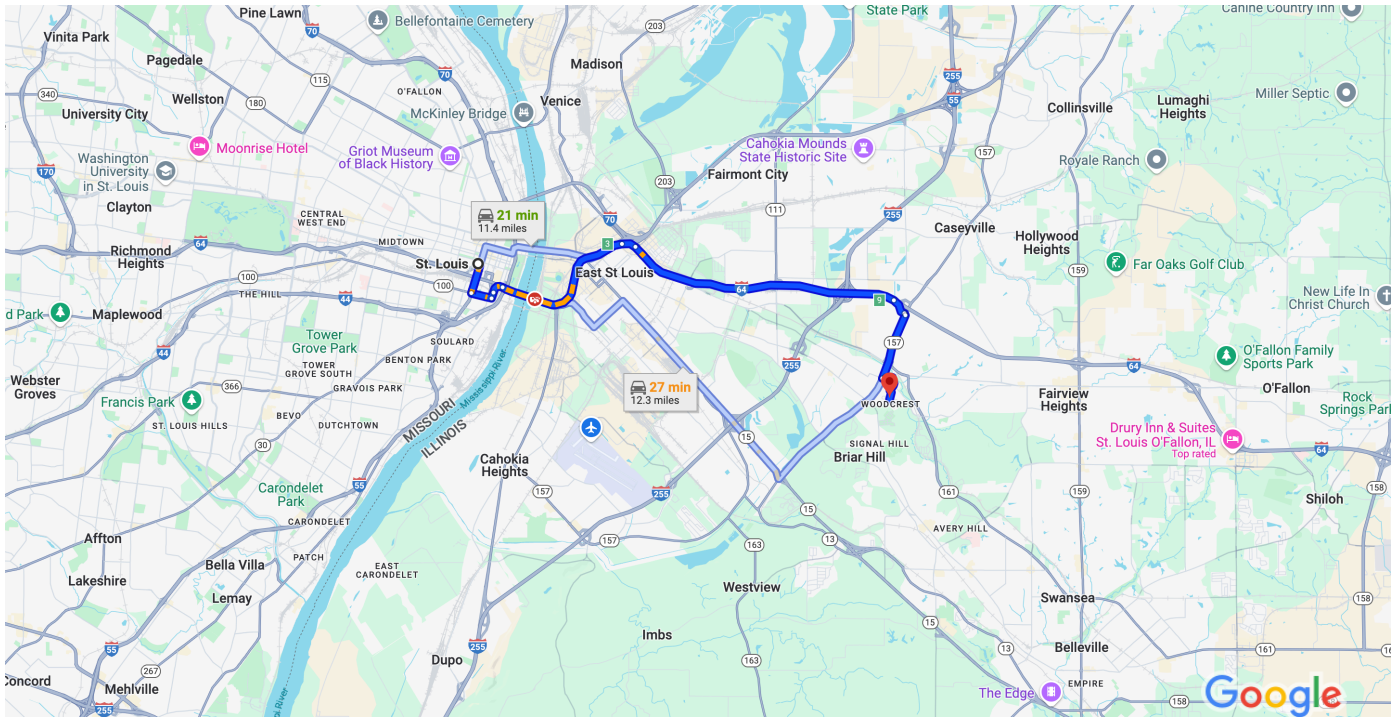 Pine Lawn
70
Bellefontaine Cemetery
203
State Park
Canine Country Inn
Vinita Park
Pagedale
115
70
Madison
255
55
340
Wellston
180
O'FALLON
Venice
Collinsville
Lumaghi
Heights
Miller Septic
University City
McKinley Bridge
Moonrise Hotel
Griot Museum
of Black History
Cahokia Mounds
State Historic Site
157
Royale Ranch
Washington
University
in St. Louis
170
203
Fairmont City
Clayton
CENTRAL
WEST END
21 min
11.4 miles
70
111
255
Caseyville
Hollywood
Heights
Richmond
Heights
64
MIDTOWN
3
St. Louis
East St Louis
159
Far Oaks Golf Club
100
100
THE HILL
44
64
9
New Life In
Christ Church
d Park
Maplewood
Tower
Grove Park
SOULARD
157
44
BENTON PARK
TOWER
GROVE SOUTH
Mississippi River
255
64
O'Fallon Family
Sports Park
Webster
Groves
366
GRAVOIS PARK
27 min
12.3 miles
Fairview
Heights
O'Fallon
Francis Park
BEVO
WOODCREST
Rock
Springs Park
ST. LOUIS HILLS
DUTCHTOWN
MISSOURI
ILLINOIS
30
15
SIGNAL HILL
Briar Hill
Drury Inn & Suites
St. Louis O'Fallon, IL
Top rated
64
Cahokia
Heights
55
157
255
161
159
158
Carondelet
Park
Shiloh
CARONDELET
15
AVERY HILL
Affton
157
13
163
PATCH
Bella Villa
EAST
CARONDELET
Lakeshire
Westview
Lemay
Swansea
158
15
55
255
Imbs
13
Belleville
161
16
267
Dupo
163
Concord
Mehlville
255
pi River
The Edge
EMPIRE
158
Google